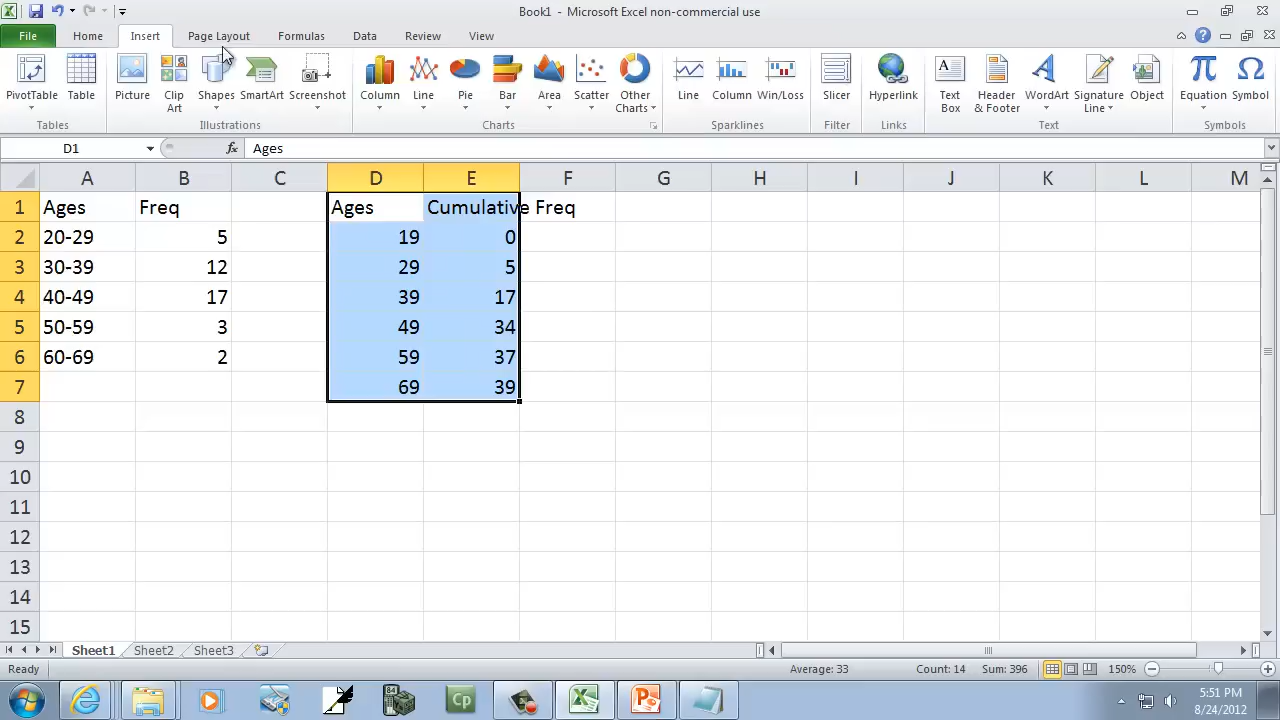 Book1 - Microsoft Excel non-commercial use
File Home Insert Page Layout Formulas Data Review View
PivotTable Table Picture Clip Art Shapes SmartArt Screenshot Column Line Pie Bar Area Scatter Other Charts Line Column Win/Loss Slicer Hyperlink Text Box Header & Footer WordArt Signature Line Object Equation Symbol
Tables Illustrations Charts Sparklines Filter Links Text Symbols
D1 fx Ages
A B C D E F G H I J K L M
1 Ages Freq Ages Cumulative Freq
2 20-29 5 19 0
3 30-39 12 29 5
4 40-49 17 39 17
5 50-59 3 49 34
6 60-69 2 59 37
7 69 39
8
9
10
11
12
13
14
15
Sheet1 Sheet2 Sheet3
Ready Average: 33 Count: 14 Sum: 396 150%
5:51 PM
8/24/2012